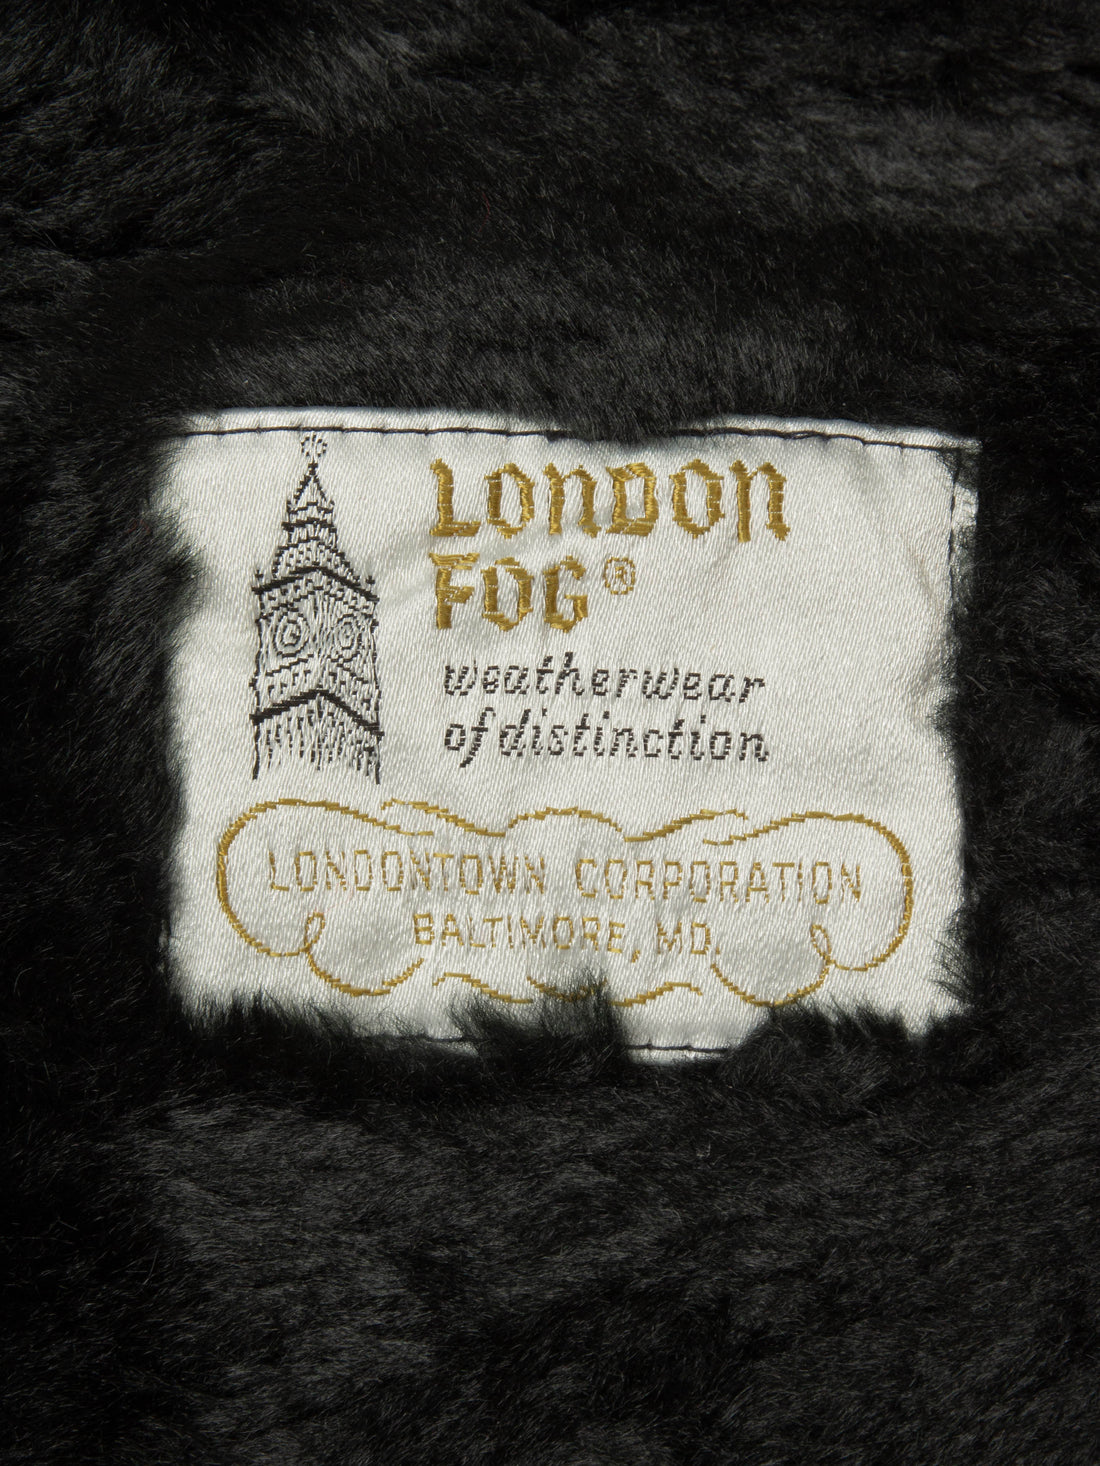 LONDON
FOG®
weatherwear
of distinction
LONDONTOWN CORPORATION
BALTIMORE, MD.